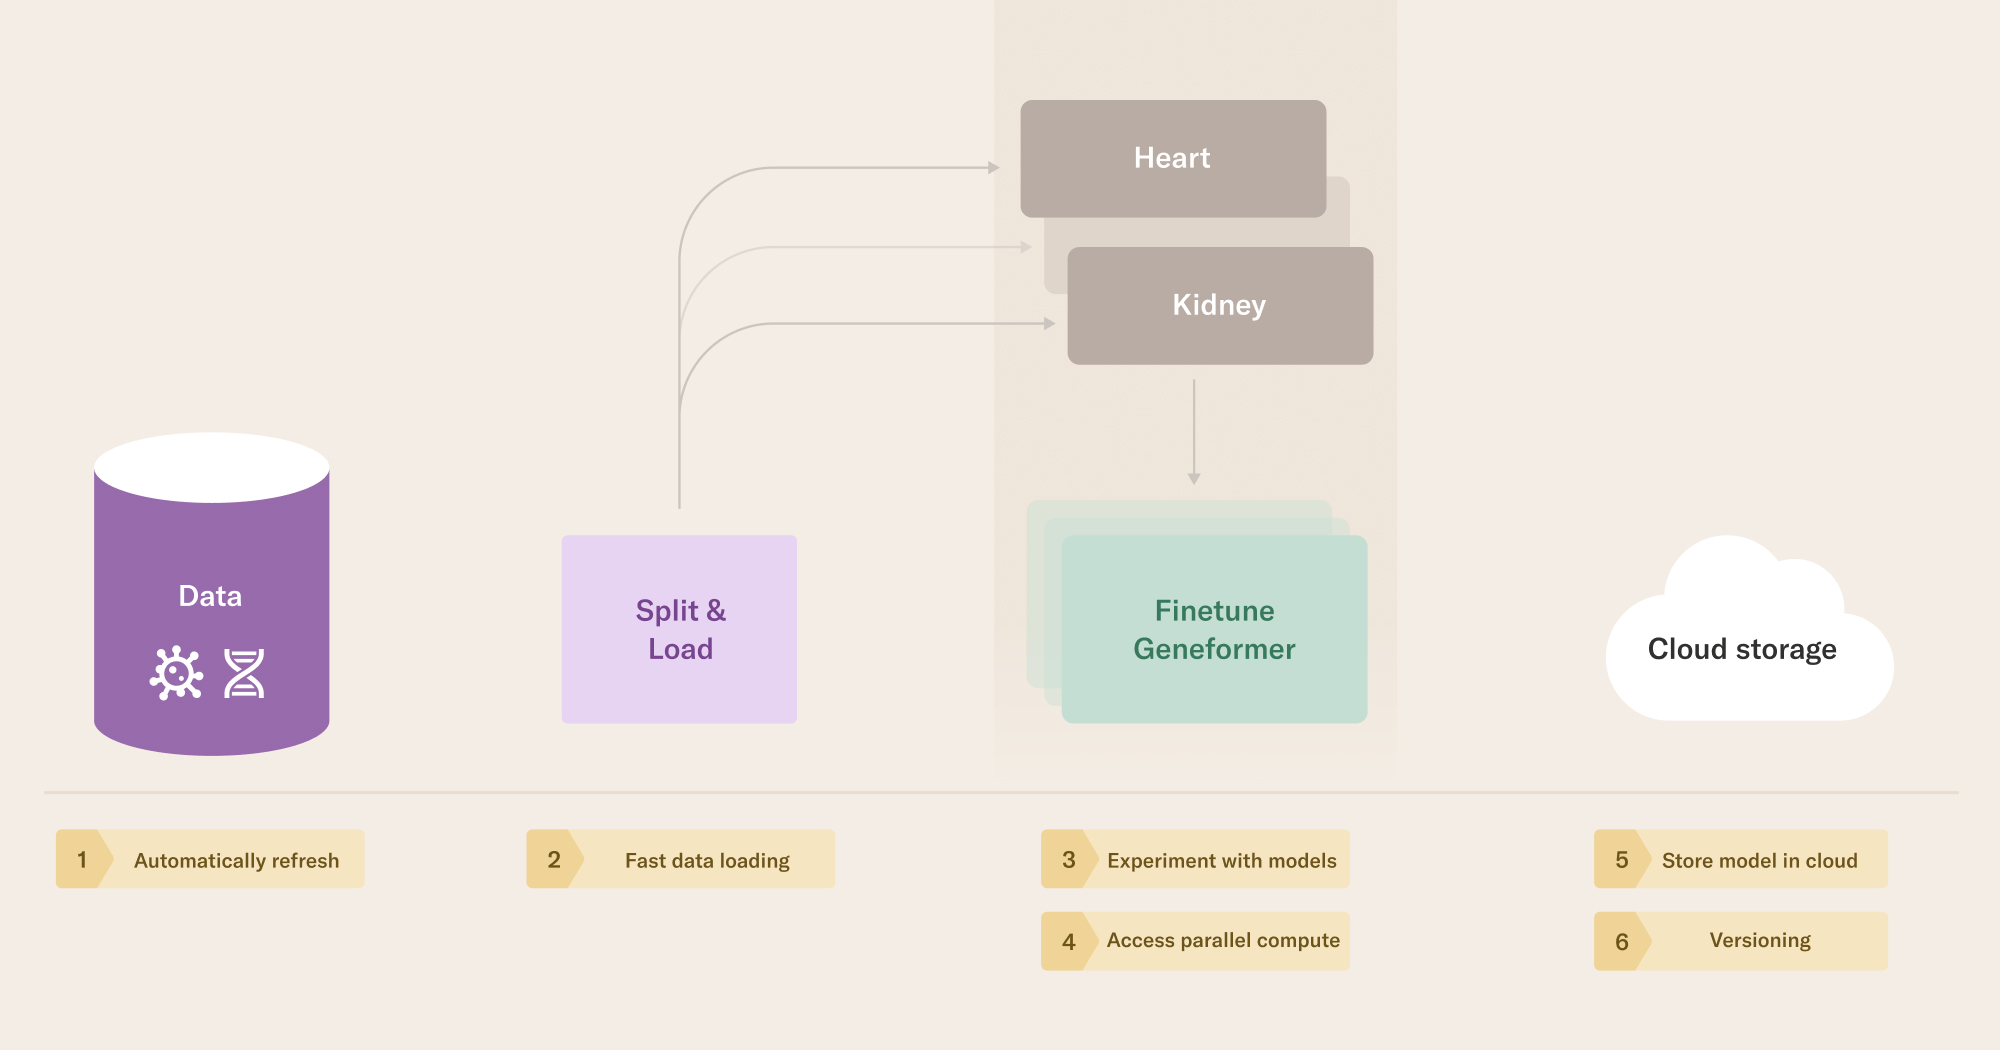 Heart
Kidney
Data
Split &
Load
Finetune
Geneformer
Cloud storage
1 Automatically refresh
2 Fast data loading
3 Experiment with models
4 Access parallel compute
5 Store model in cloud
6 Versioning